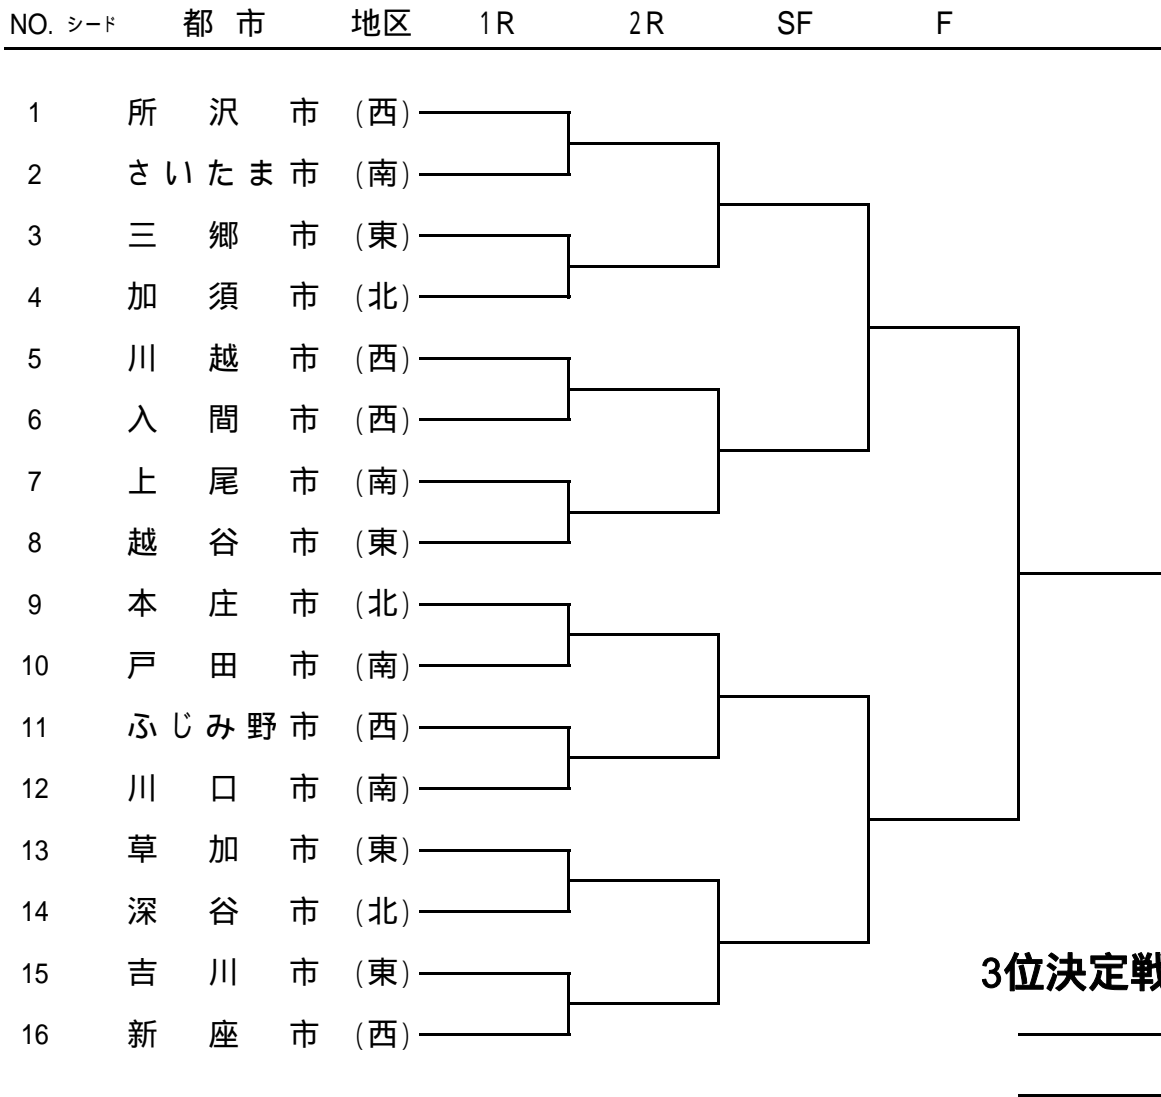 NO. シード 都市 地区 1R 2R SF F
1 所沢市 (西)
2 さいたま市 (南)
3 三郷市 (東)
4 加須市 (北)
5 川越市 (西)
6 入間市 (西)
7 上尾市 (南)
8 越谷市 (東)
9 本庄市 (北)
10 戸田市 (南)
11 ふじみ野市 (西)
12 川口市 (南)
13 草加市 (東)
14 深谷市 (北)
15 吉川市 (東)
3位決定戦
16 新座市 (西)